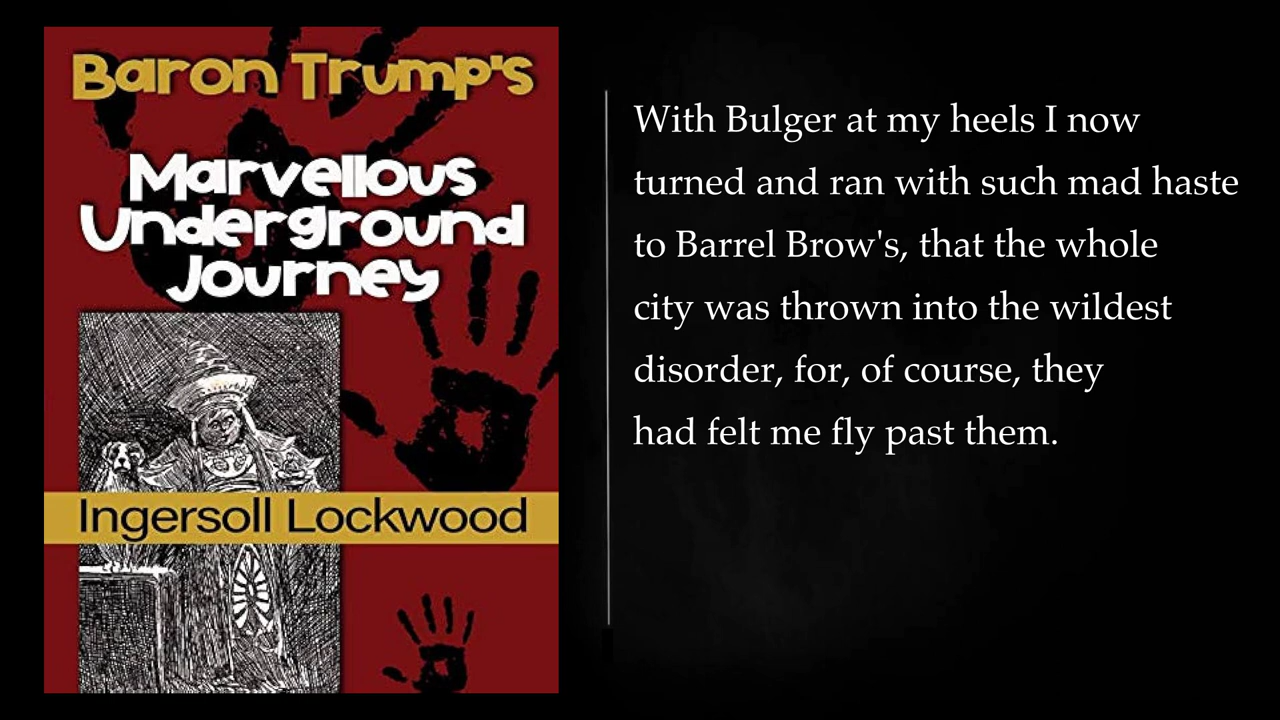 Baron Trump's
Marvellous
Underground
Journey
Ingersoll Lockwood
With Bulger at my heels I now
turned and ran with such mad haste
to Barrel Brow's, that the whole
city was thrown into the wildest
disorder, for, of course, they
had felt me fly past them.